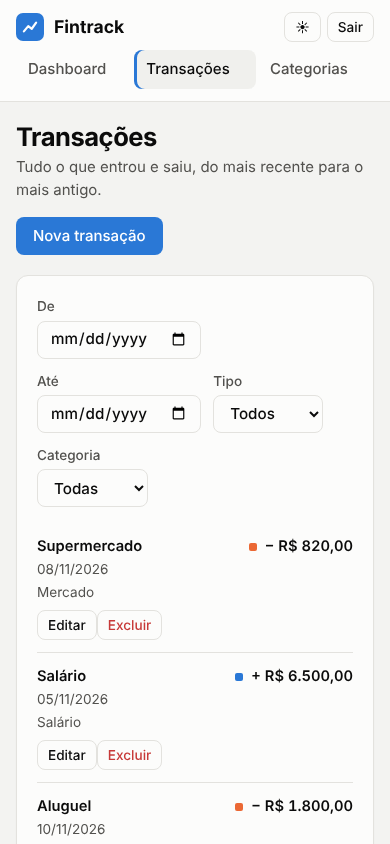 Fintrack
Sair
Dashboard Transações Categorias
Transações
Tudo o que entrou e saiu, do mais recente para o
mais antigo.
Nova transação
De
mm/dd/yyyy
Até Tipo
mm/dd/yyyy Todos
Categoria
Todas
Supermercado − R$ 820,00
08/11/2026
Mercado
Editar Excluir
Salário + R$ 6.500,00
05/11/2026
Salário
Editar Excluir
Aluguel − R$ 1.800,00
10/11/2026